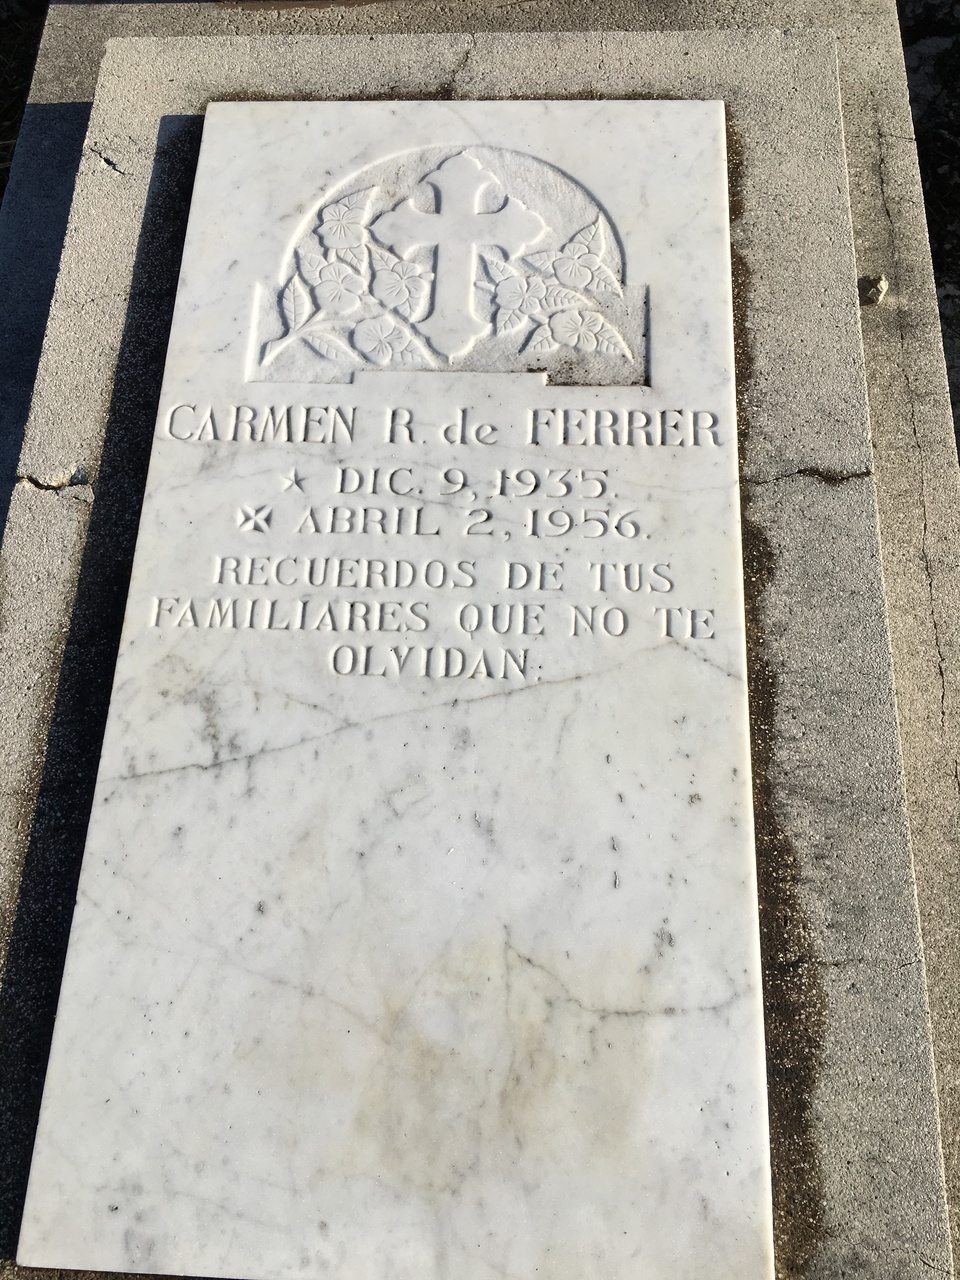 CARMEN R. de FERRER
★ DIC. 9, 1935.
✠ ABRIL 2, 1956.
RECUERDOS DE TUS
FAMILIARES QUE NO TE
OLVIDAN.